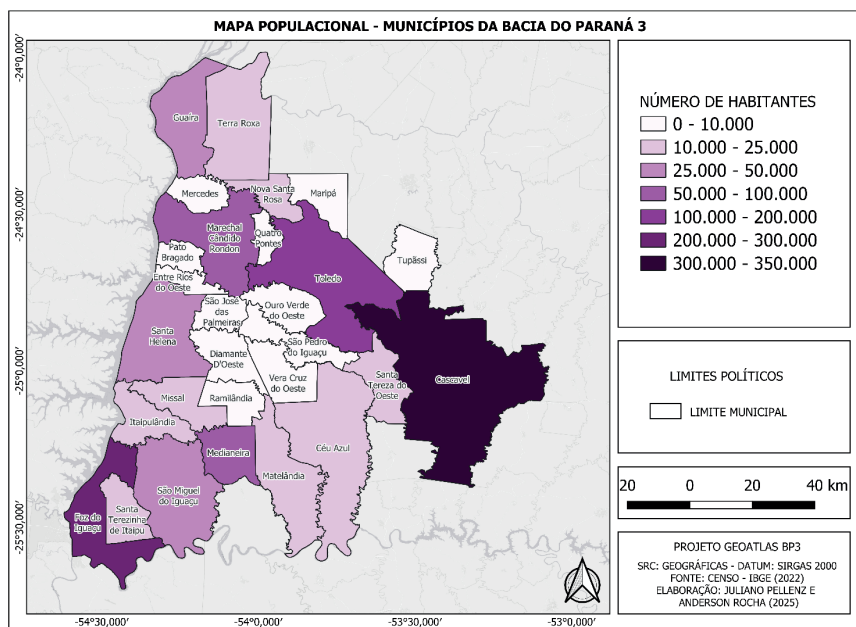 MAPA POPULACIONAL - MUNICÍPIOS DA BACIA DO PARANÁ 3
-24°0,000'
-24°30,000'
-25°0,000'
-25°30,000'
Guaíra
Terra Roxa
Mercedes
Nova Santa
Rosa
Maripá
Marechal
Cândido
Rondon
Quatro
Pontes
Pato
Bragado
Tupãssi
Toledo
Entre Rios
do Oeste
São José
das
Palmeiras
Ouro Verde
do Oeste
Santa
Helena
São Pedro
do Iguaçu
Diamante
D'Oeste
Vera Cruz
do Oeste
Santa
Tereza do
Oeste
Cascavel
Missal
Ramilândia
Itaipulândia
Medianeira
Céu Azul
Matelândia
São Miguel
do Iguaçu
Foz do
Iguaçu
Santa
Terezinha
de Itaipu
-54°30,000'
-54°0,000'
-53°30,000'
-53°0,000'
NÚMERO DE HABITANTES
0 - 10.000
10.000 - 25.000
25.000 - 50.000
50.000 - 100.000
100.000 - 200.000
200.000 - 300.000
300.000 - 350.000
LIMITES POLÍTICOS
LIMITE MUNICIPAL
20 0 20 40 km
PROJETO GEOATLAS BP3
SRC: GEOGRÁFICAS - DATUM: SIRGAS 2000
FONTE: CENSO - IBGE (2022)
ELABORAÇÃO: JULIANO PELLENZ E
ANDERSON ROCHA (2025)